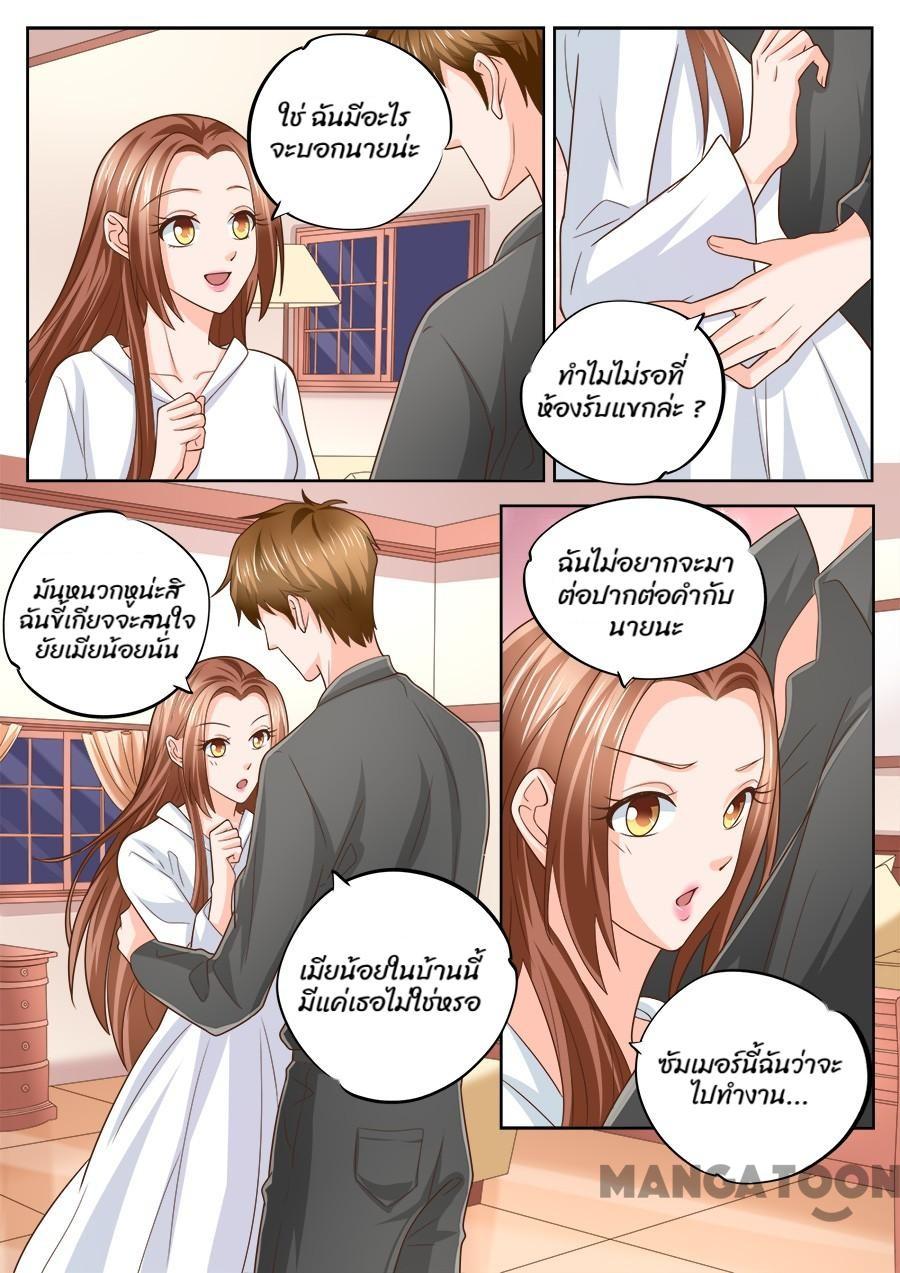 ใช่ ฉันมีอะไร
จะบอกนายน่ะ
ทำไมไม่รอที่
ห้องรับแขกล่ะ ?
มันหนวกหูน่ะสิ
ฉันขี้เกียจจะสนใจ
ยัยเมียน้อยนั่น
เมียน้อยในบ้านนี้
มีแค่เธอไม่ใช่หรอ
ฉันไม่อยากจะมา
ต่อปากต่อคำกับ
นายนะ
ซัมเมอร์นี้ฉันว่าจะ
ไปทำงาน...
MANGATOON